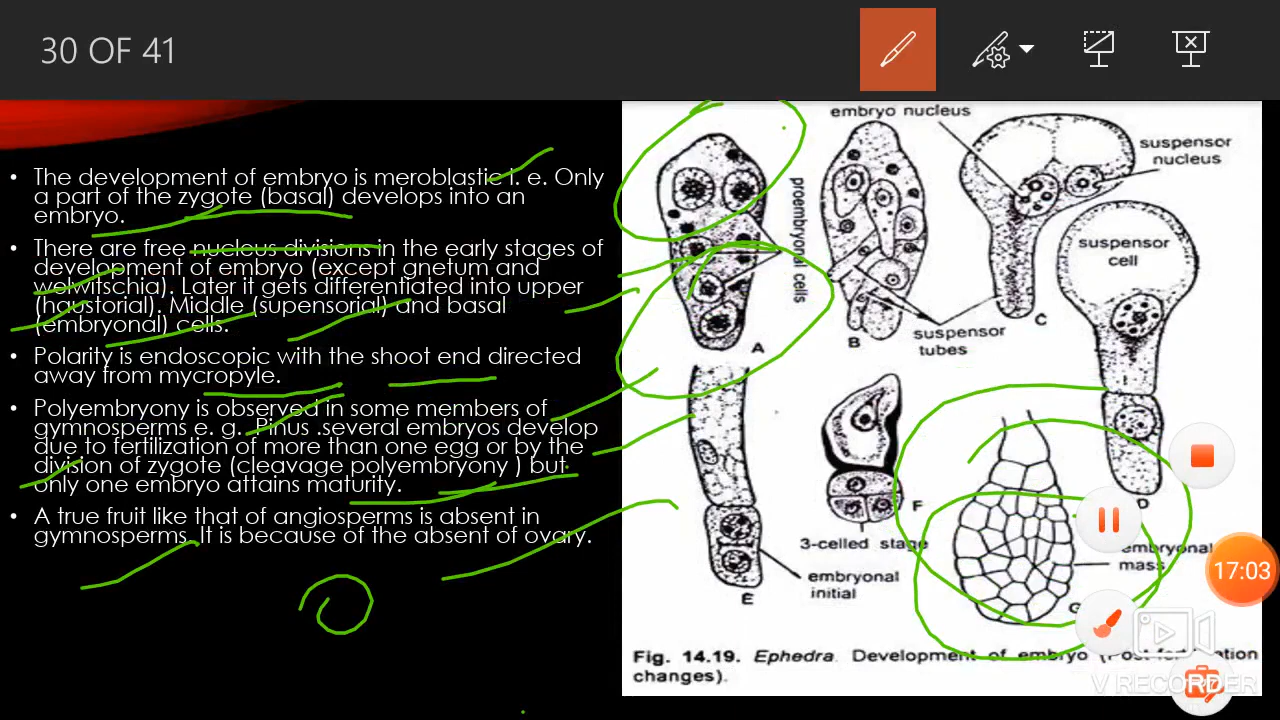 30 OF 41
• The development of embryo is meroblastic i. e. Only
a part of the zygote (basal) develops into an
embryo.
• There are free nucleus divisions in the early stages of
development of embryo (except gnetum and
welwitschia). Later it gets differentiated into upper
(haustorial). Middle (supensorial) and basal
(embryonal) cells.
• Polarity is endoscopic with the shoot end directed
away from mycropyle.
• Polyembryony is observed in some members of
gymnosperms e. g. Pinus .several embryos develop
due to fertilization of more than one egg or by the
division of zygote (cleavage polyembryony ) but
only one embryo attains maturity.
• A true fruit like that of angiosperms is absent in
gymnosperms. It is because of the absent of ovary.
embryo nucleus
suspensor
nucleus
proembryonal cells
suspensor
cell
suspensor
tubes
A
B
C
D
3-celled stage
F
embryonal
initial
E
embryonal
mass
G
17:03
Fig. 14.19. Ephedra. Development of embryo (Post-fertilization
changes).
V RECORDER